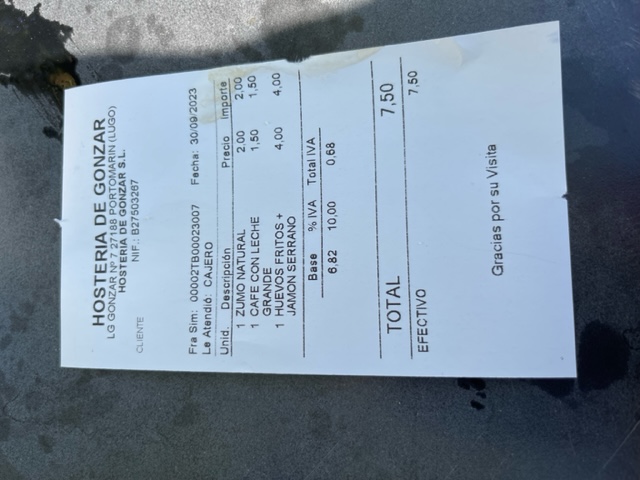 HOSTERIA DE GONZAR
LG GONZAR Nº 7 27188 PORTOMARIN (LUGO)
HOSTERIA DE GONZAR S.L.
NIF.: B27503267
CLIENTE
Fra Sim: 00002TB00023007 Fecha: 30/09/2023
Le Atendió: CAJERO
Unid. Descripción Precio Importe
1 ZUMO NATURAL 2,00 2,00
1 CAFE CON LECHE 1,50 1,50
GRANDE
1 HUEVOS FRITOS + 4,00 4,00
JAMON SERRANO
Base % IVA Total IVA
6,82 10,00 0,68
TOTAL 7,50
EFECTIVO 7,50
Gracias por su Visita